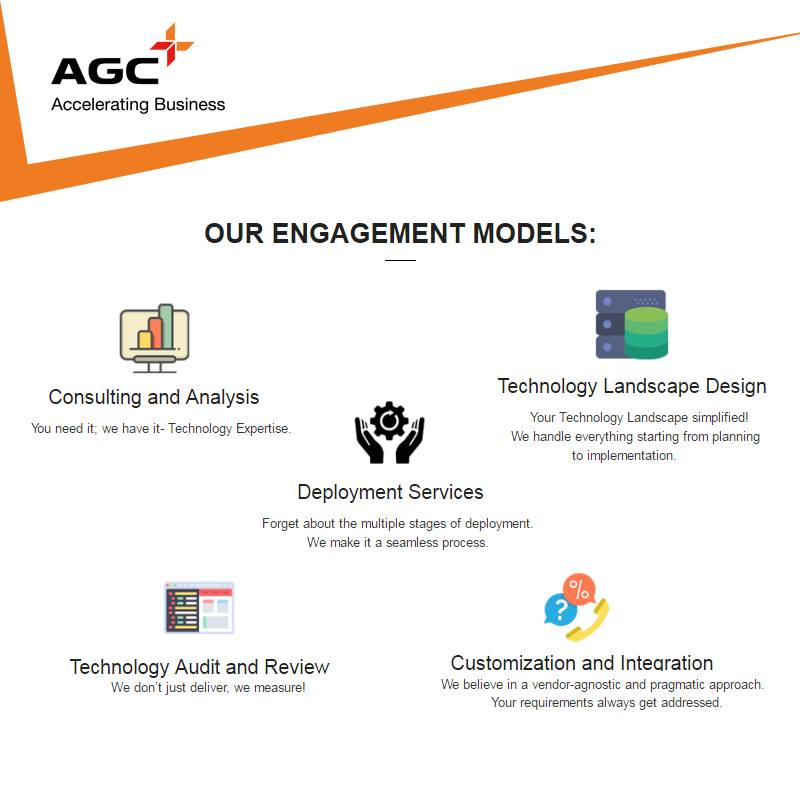 AGC
Accelerating Business
OUR ENGAGEMENT MODELS:
Consulting and Analysis
You need it; we have it- Technology Expertise.
Technology Landscape Design
Your Technology Landscape simplified!
We handle everything starting from planning
to implementation.
Deployment Services
Forget about the multiple stages of deployment.
We make it a seamless process.
Technology Audit and Review
We don't just deliver, we measure!
%
?
Customization and Integration
We believe in a vendor-agnostic and pragmatic approach.
Your requirements always get addressed.